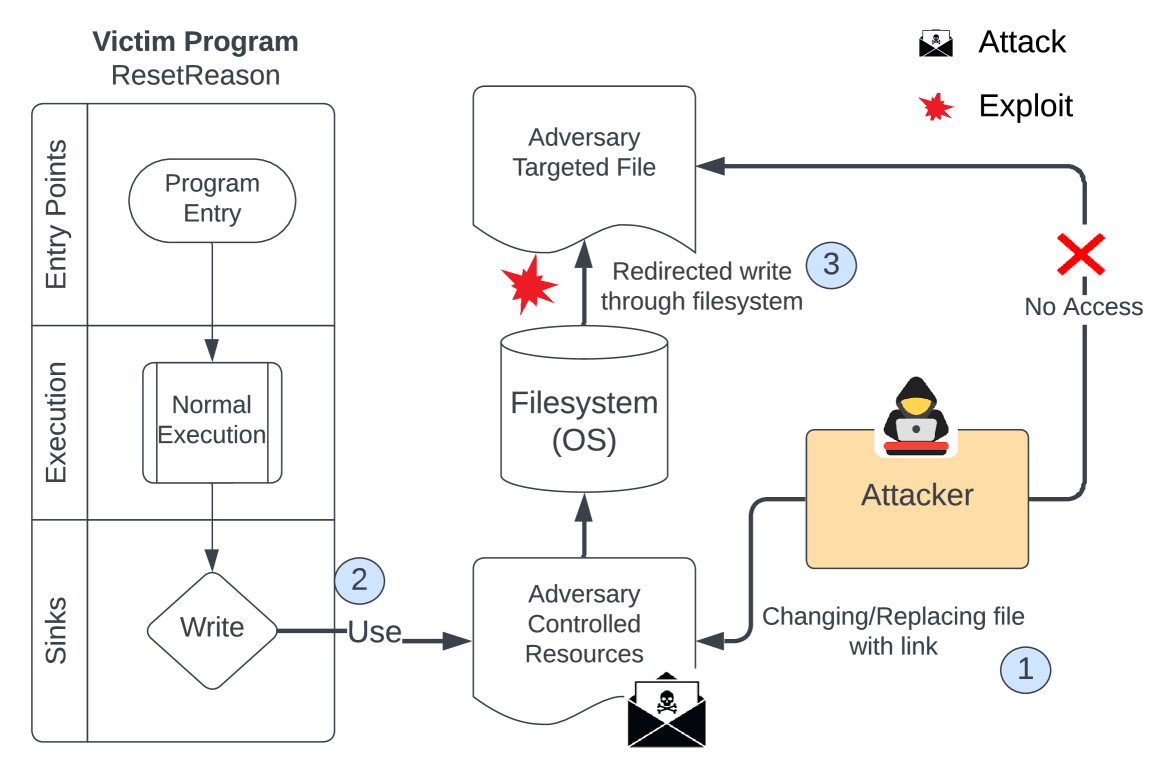 Victim Program
ResetReason
Attack
Exploit
Entry Points
Program
Entry
Execution
Normal
Execution
Sinks
Write
2
Use
Adversary
Targeted File
Redirected write
through filesystem
3
Filesystem
(OS)
Adversary
Controlled
Resources
No Access
Attacker
Changing/Replacing file
with link
1